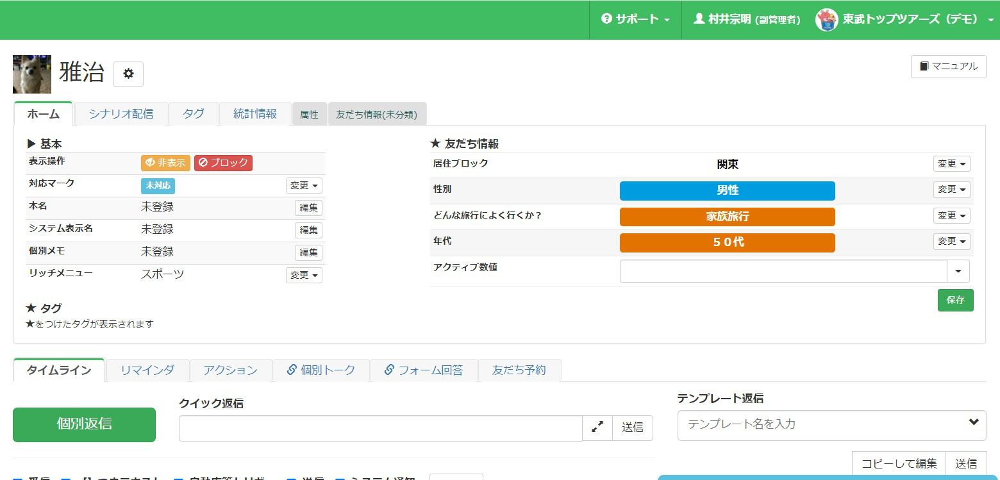 サポート 村井宗明 (副管理者) 東武トップツアーズ（デモ）
雅治
マニュアル
ホーム シナリオ配信 タグ 統計情報 属性 友だち情報(未分類)
▶ 基本
表示操作 非表示 ブロック
対応マーク 未対応 変更
本名 未登録 編集
システム表示名 未登録 編集
個別メモ 未登録 編集
リッチメニュー スポーツ 変更
★ タグ
★をつけたタグが表示されます
★ 友だち情報
居住ブロック 関東 変更
性別 男性 変更
どんな旅行によく行くか？ 家族旅行 変更
年代 ５０代 変更
アクティブ数値
保存
タイムライン リマインダ アクション 個別トーク フォーム回答 友だち予約
個別返信
クイック返信
送信
テンプレート返信
テンプレート名を入力
コピーして編集 送信